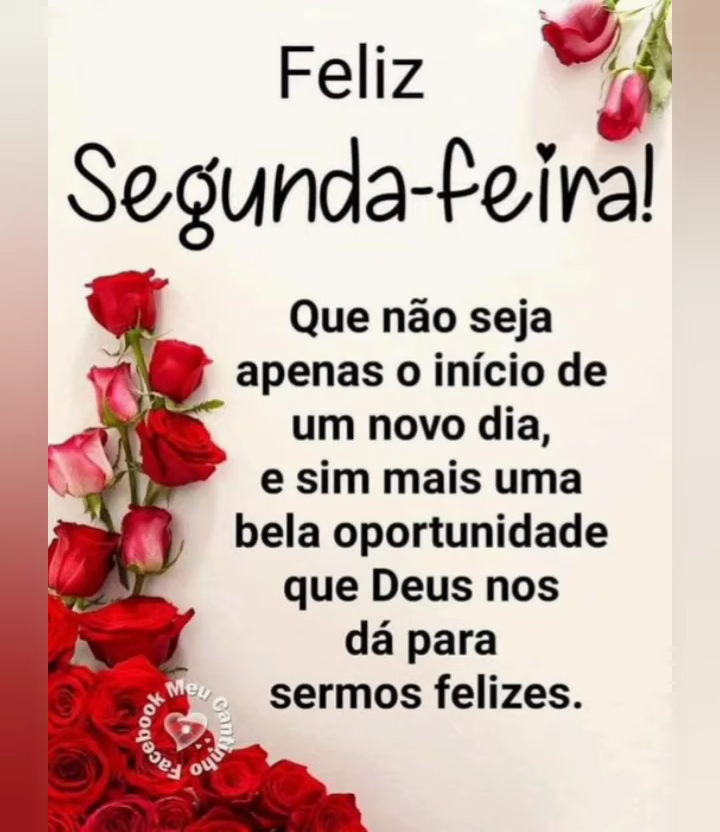 Feliz
Segunda-feira!
Que não seja
apenas o início de
um novo dia,
e sim mais uma
bela oportunidade
que Deus nos
dá para
sermos felizes.
Facebook Meu Cantinho